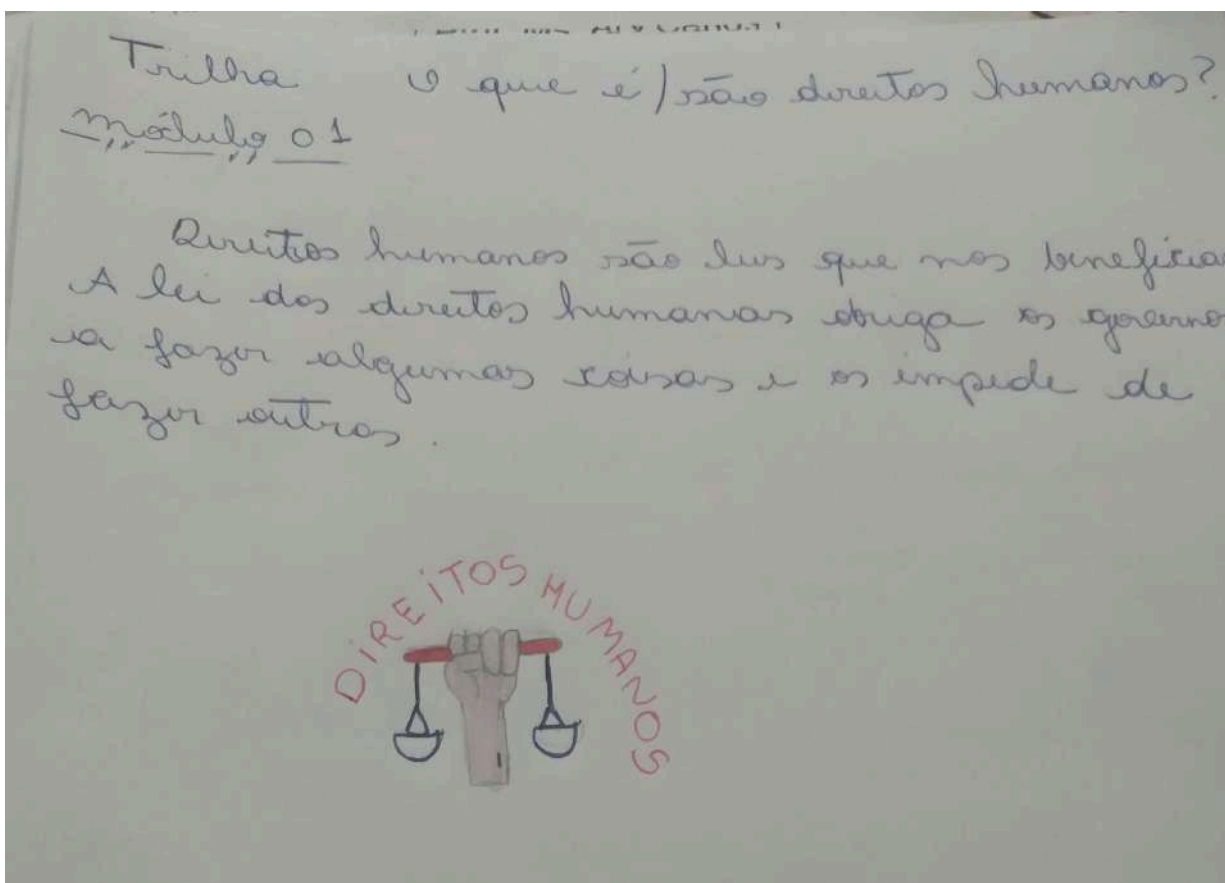 Trilha O que é/são direitos humanos?
Módulo 01
Direitos humanos são leis que nos beneficia
A lei dos direitos humanos obriga os governo
a fazer algumas coisas e os impede de
fazer outros.
DIREITOS HUMANOS